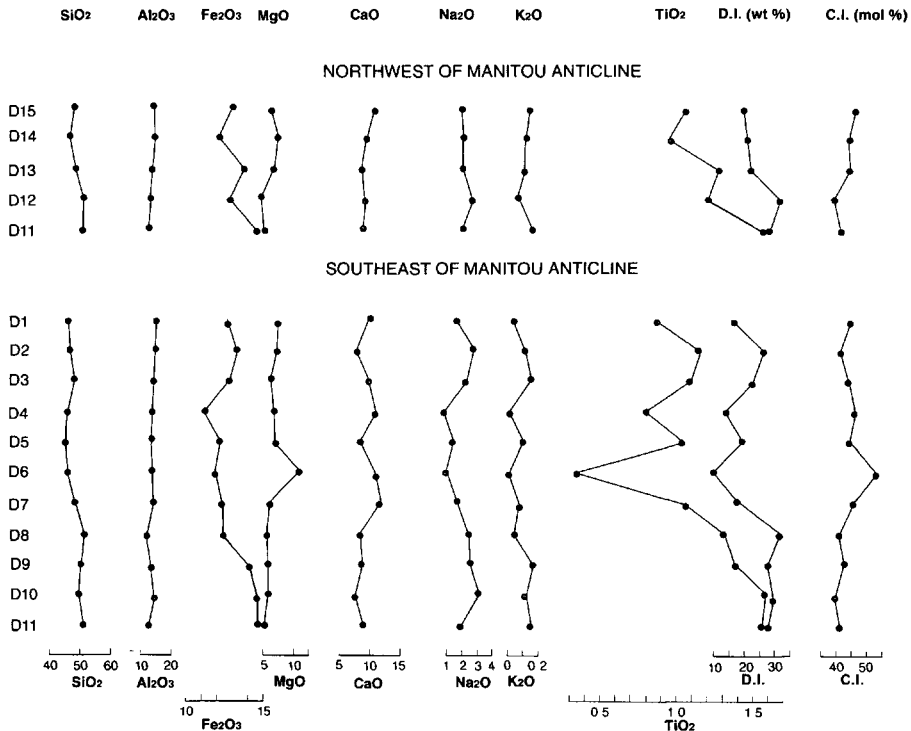 SiO2 Al2O3 Fe2O3 MgO CaO Na2O K2O TiO2 D.I. (wt %) C.I. (mol %)
NORTHWEST OF MANITOU ANTICLINE
D15
D14
D13
D12
D11
SOUTHEAST OF MANITOU ANTICLINE
D1
D2
D3
D4
D5
D6
D7
D8
D9
D10
D11
40 50 60 10 20 5 10 5 10 15 1 2 3 4 0 0 2 10 20 30 40 50
SiO2 Al2O3 MgO CaO Na2O K2O D.I. C.I.
10 15 0 5 1 0 1.5
Fe2O3 TiO2